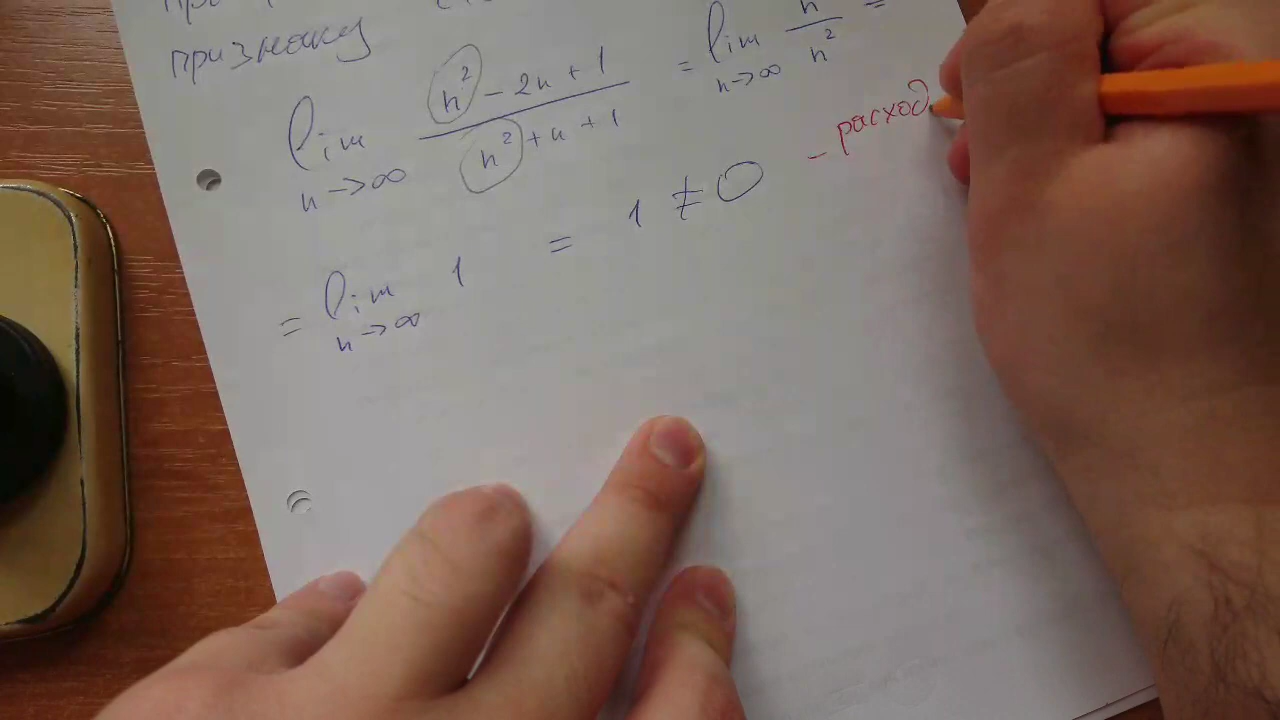 признаку
lim n→∞ (n² - 2n + 1)/(n² + n + 1) = lim n→∞ n²/n² =
= lim n→∞ 1 = 1 ≠ 0 - расход